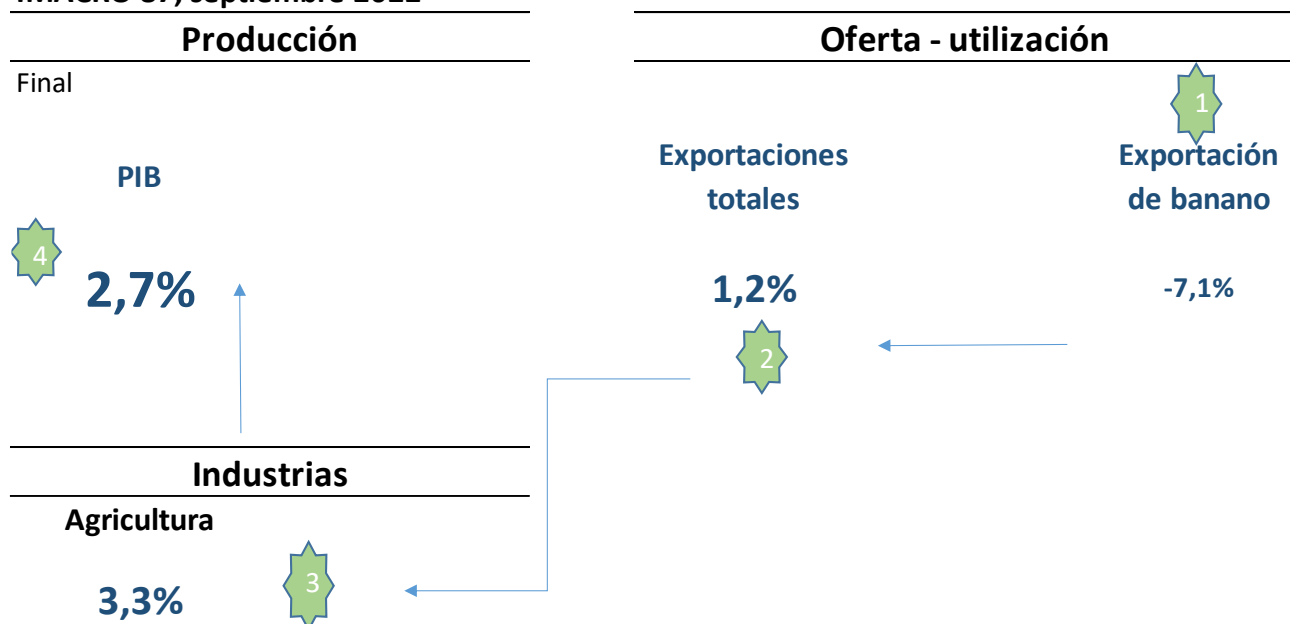 Producción
Oferta - utilización
Final
1
Exportaciones
totales
Exportación
de banano
PIB
4
2,7%
1,2%
-7,1%
2
Industrias
Agricultura
3
3,3%